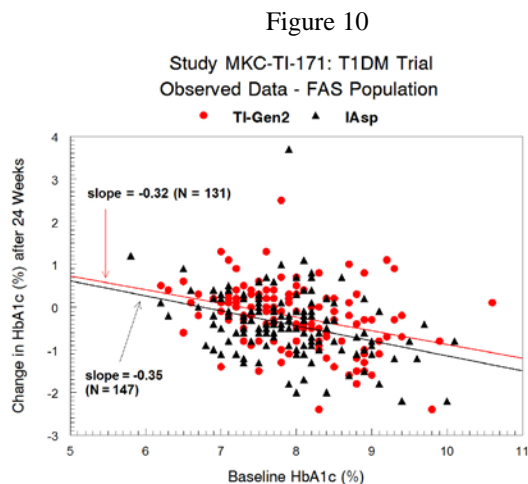 Figure 10
Study MKC-TI-171: T1DM Trial
Observed Data - FAS Population
TI-Gen2 IAsp
Change in HbA1c (%) after 24 Weeks
4
3
2
1
0
-1
-2
-3
slope = -0.32 (N = 131)
slope = -0.35
(N = 147)
5 6 7 8 9 10 11
Baseline HbA1c (%)